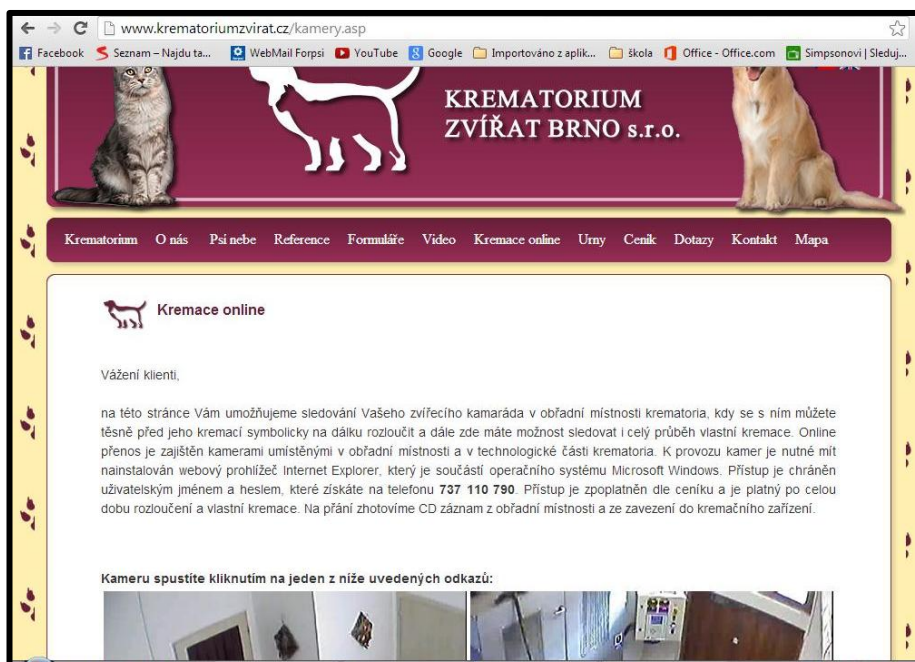 www.krematoriumzvirat.cz/kamery.asp
Facebook Seznam – Najdu ta... WebMail Forpsi YouTube Google Importováno z aplik... škola Office - Office.com Simpsonovi | Sleduj...
KREMATORIUM
ZVÍŘAT BRNO s.r.o.
Krematorium O nás Psí nebe Reference Formuláře Video Kremace online Urny Ceník Dotazy Kontakt Mapa
Kremace online
Vážení klienti,
na této stránce Vám umožňujeme sledování Vašeho zvířecího kamaráda v obřadní místnosti krematoria, kdy se s ním můžete
těsně před jeho kremací symbolicky na dálku rozloučit a dále zde máte možnost sledovat i celý průběh vlastní kremace. Online
přenos je zajištěn kamerami umístěnými v obřadní místnosti a v technologické části krematoria. K provozu kamer je nutné mít
nainstalován webový prohlížeč Internet Explorer, který je součástí operačního systému Microsoft Windows. Přístup je chráněn
uživatelským jménem a heslem, které získáte na telefonu 737 110 790. Přístup je zpoplatněn dle ceníku a je platný po celou
dobu rozloučení a vlastní kremace. Na přání zhotovíme CD záznam z obřadní místnosti a ze zavezení do kremačního zařízení.
Kameru spustíte kliknutím na jeden z níže uvedených odkazů: